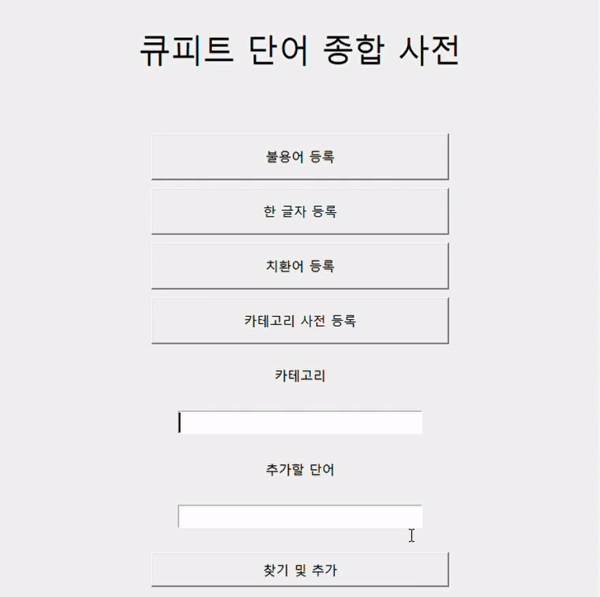 큐피트 단어 종합 사전
불용어 등록
한 글자 등록
치환어 등록
카테고리 사전 등록
카테고리
추가할 단어
찾기 및 추가